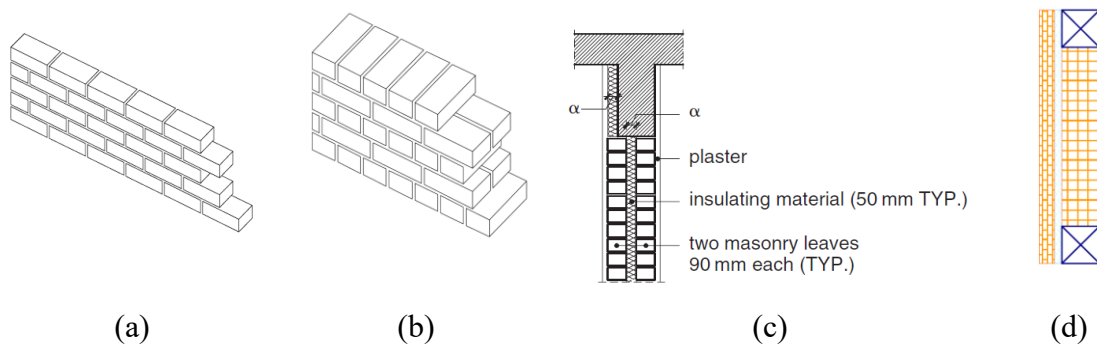 α
α
plaster
insulating material (50 mm TYP.)
two masonry leaves
90 mm each (TYP.)
(a)
(b)
(c)
(d)